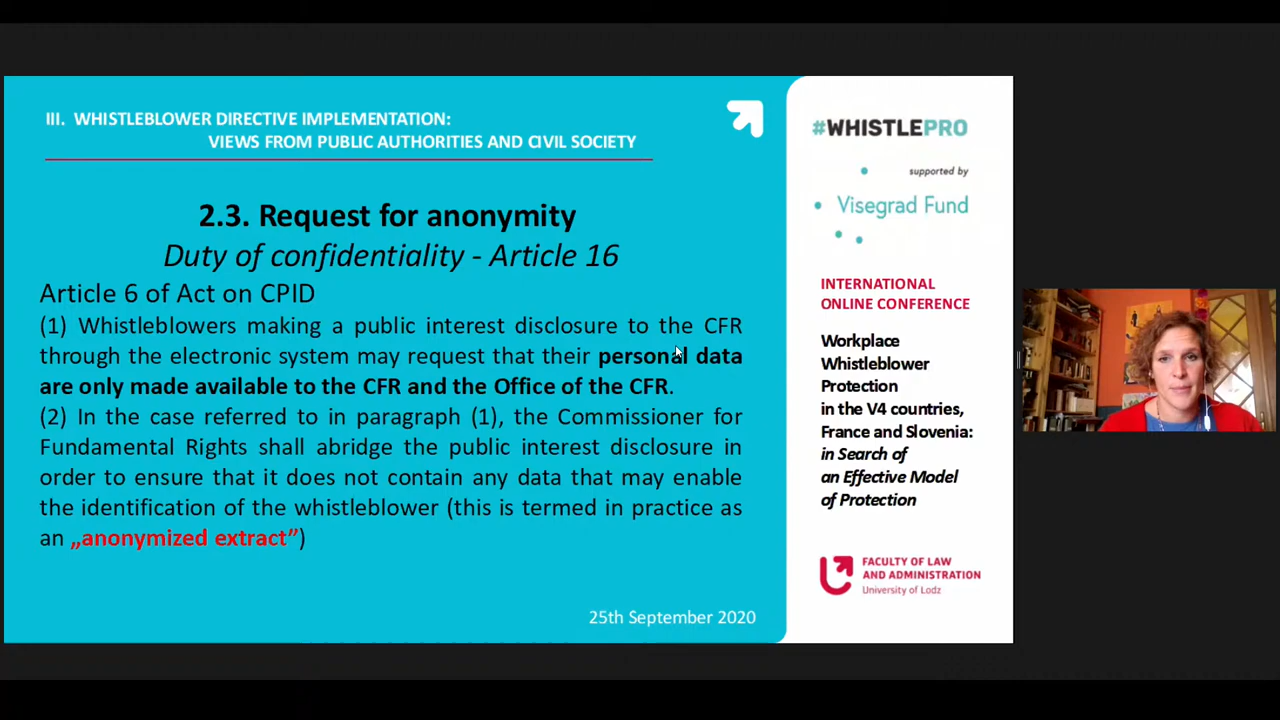 III. WHISTLEBLOWER DIRECTIVE IMPLEMENTATION:
VIEWS FROM PUBLIC AUTHORITIES AND CIVIL SOCIETY
2.3. Request for anonymity
Duty of confidentiality - Article 16
Article 6 of Act on CPID
(1) Whistleblowers making a public interest disclosure to the CFR
through the electronic system may request that their personal data
are only made available to the CFR and the Office of the CFR.
(2) In the case referred to in paragraph (1), the Commissioner for
Fundamental Rights shall abridge the public interest disclosure in
order to ensure that it does not contain any data that may enable
the identification of the whistleblower (this is termed in practice as
an „anonymized extract”)
25th September 2020
#WHISTLEPRO
supported by
Visegrad Fund
INTERNATIONAL
ONLINE CONFERENCE
Workplace
Whistleblower
Protection
in the V4 countries,
France and Slovenia:
in Search of
an Effective Model
of Protection
FACULTY OF LAW
AND ADMINISTRATION
University of Lodz